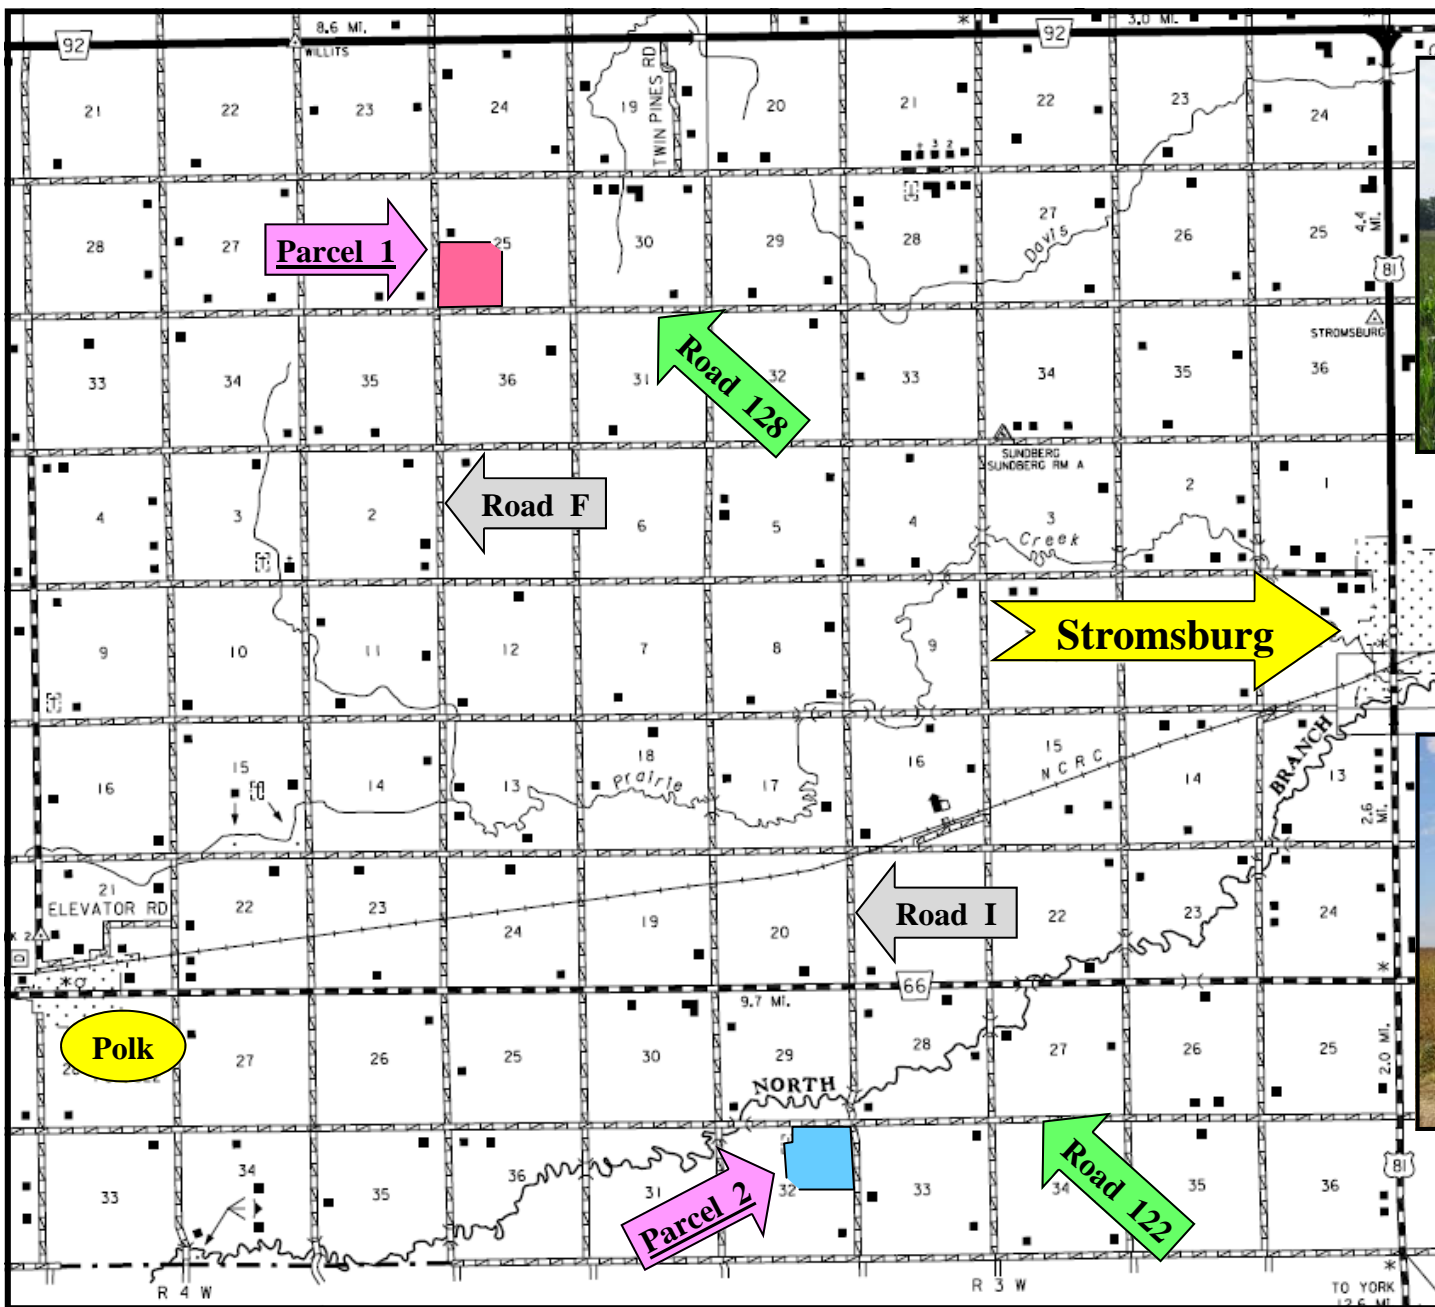 8.6 MI.
3.0 MI.
92
92
WILLITS
TWIN PINES RD
21 22 23 24 19 20 21 22 23 24
3 2
28 27 25 30 29 28 27 26 25
Parcel 1
Davis
4.4 MI.
81
STROMSBURG
Road 128
33 34 35 36 31 32 33 34 35 36
SUNDBERG
SUNDBERG RM A
Road F
4 3 2 6 5 4 3 2 1
Creek
T
9 10 11 12 7 8 9
Stromsburg
T
16 15 14 13 18 17 16 15 14 13
Prairie
NCRC
BRANCH
2.6 MI.
21 22 23 24 19 20 22 23 24
ELEVATOR RD
Road I
K 2
66
9.7 MI.
Polk
27 26 25 30 29 28 27 26 25
2.0 MI.
NORTH
33 34 35 36 31 32 33 34 35 36
Parcel 2
Road 122
81
R 4 W
R 3 W
TO YORK
12.6 MI.